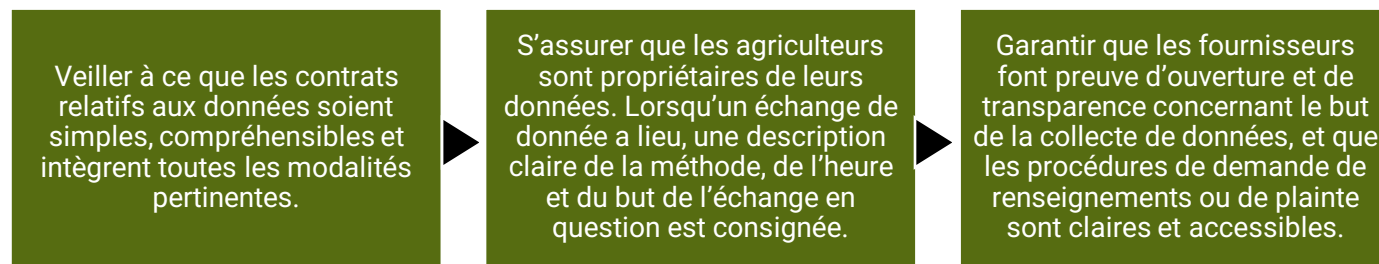 Veiller à ce que les contrats
relatifs aux données soient
simples, compréhensibles et
intègrent toutes les modalités
pertinentes.
S’assurer que les agriculteurs
sont propriétaires de leurs
données. Lorsqu’un échange de
donnée a lieu, une description
claire de la méthode, de l’heure
et du but de l’échange en
question est consignée.
Garantir que les fournisseurs
font preuve d’ouverture et de
transparence concernant le but
de la collecte de données, et que
les procédures de demande de
renseignements ou de plainte
sont claires et accessibles.